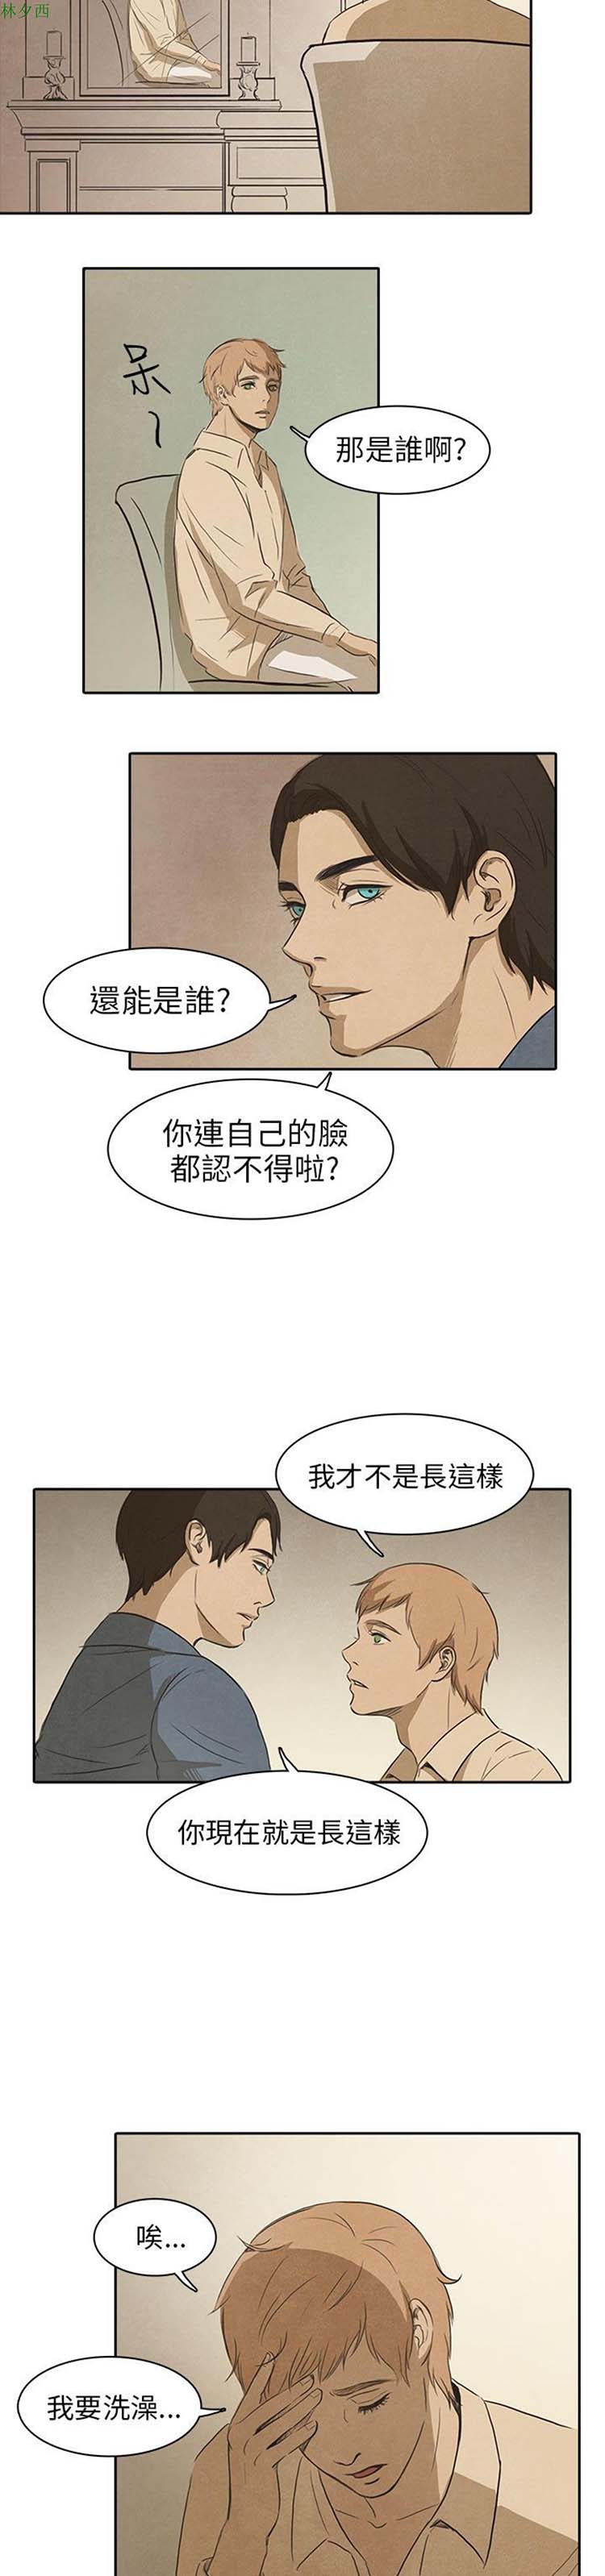 林夕西
呆~
那是誰啊?
還能是誰?
你連自己的臉
都認不得啦?
我才不是長這樣
你現在就是長這樣
唉...
我要洗澡...